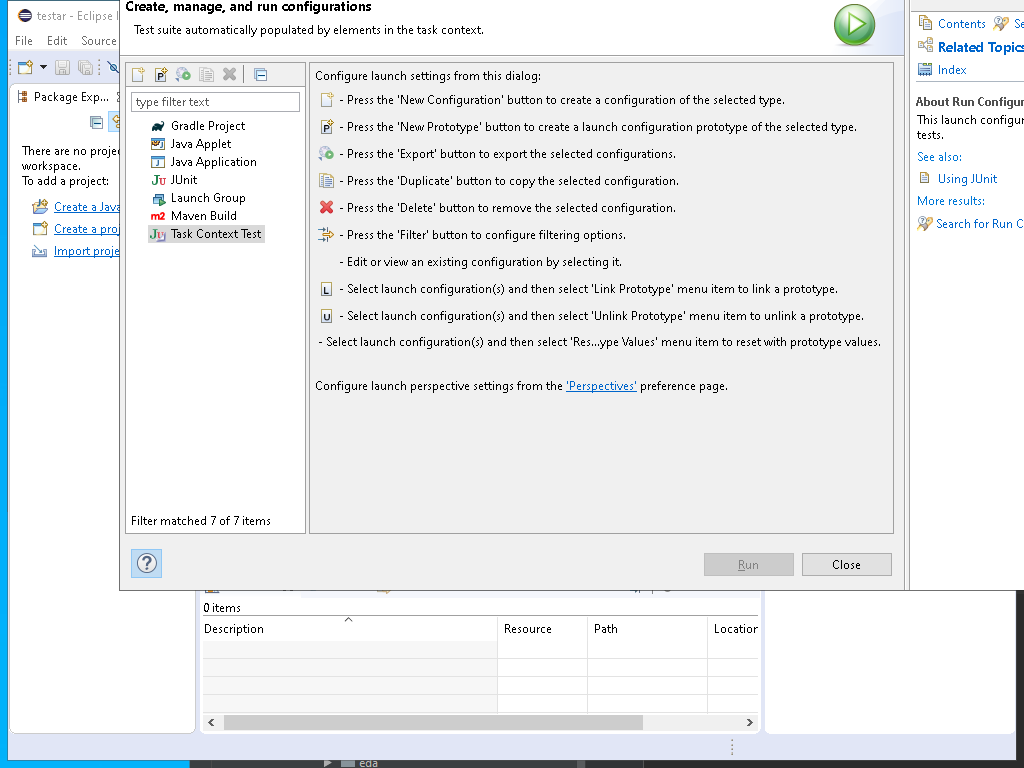 Create, manage, and run configurations
Test suite automatically populated by elements in the task context.
testar - Eclipse I
File Edit Source
Package Exp...
There are no proje
workspace.
To add a project:
Create a Java
Create a proj
Import proje
type filter text
Gradle Project
Java Applet
Java Application
JUnit
Launch Group
Maven Build
Task Context Test
Filter matched 7 of 7 items
Configure launch settings from this dialog:
- Press the 'New Configuration' button to create a configuration of the selected type.
- Press the 'New Prototype' button to create a launch configuration prototype of the selected type.
- Press the 'Export' button to export the selected configurations.
- Press the 'Duplicate' button to copy the selected configuration.
- Press the 'Delete' button to remove the selected configuration.
- Press the 'Filter' button to configure filtering options.
- Edit or view an existing configuration by selecting it.
- Select launch configuration(s) and then select 'Link Prototype' menu item to link a prototype.
- Select launch configuration(s) and then select 'Unlink Prototype' menu item to unlink a prototype.
- Select launch configuration(s) and then select 'Res...ype Values' menu item to reset with prototype values.
Configure launch perspective settings from the 'Perspectives' preference page.
Run Close
Contents Se
Related Topics
Index
About Run Configur
This launch configur
tests.
See also:
Using JUnit
More results:
Search for Run C
0 items
Description Resource Path Location
eda